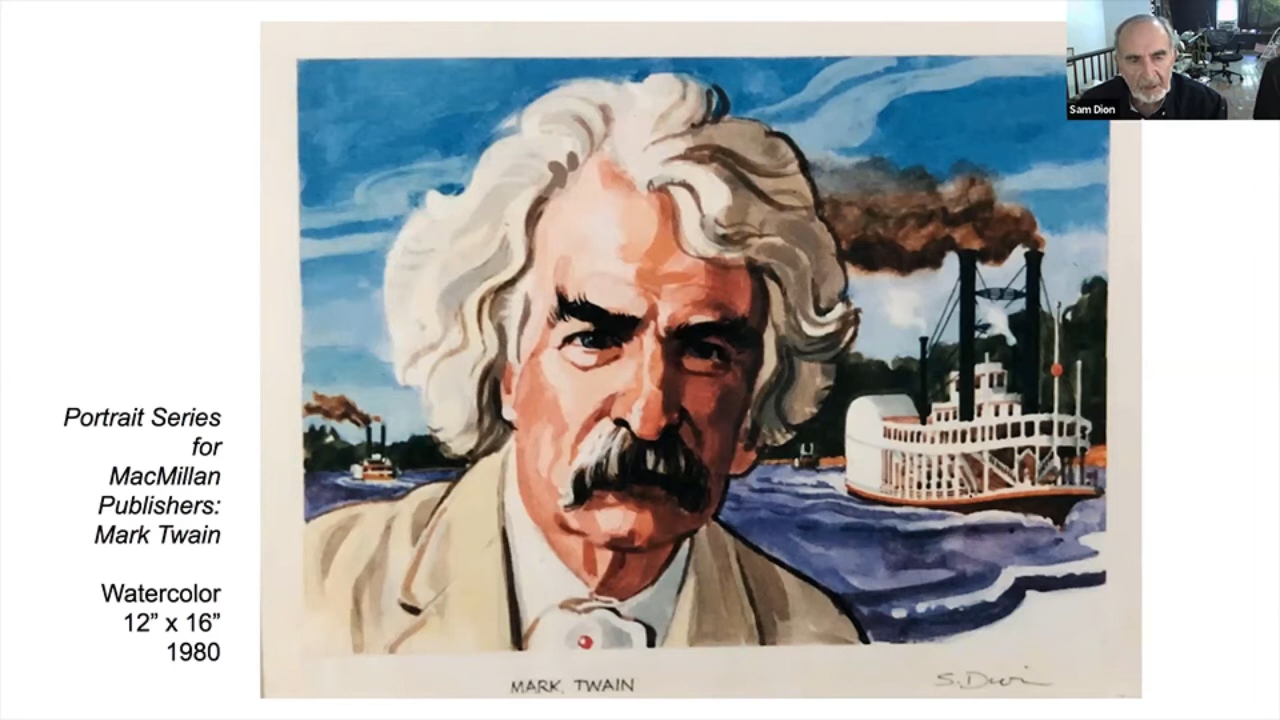 Sam Dion
Portrait Series
for
MacMillan
Publishers:
Mark Twain
Watercolor
12” x 16”
1980
MARK TWAIN
S. Dion